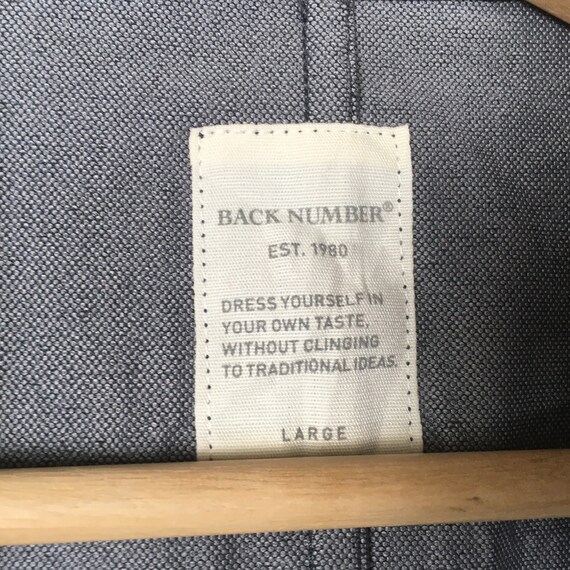 BACK NUMBER®
EST. 1980
DRESS YOURSELF IN
YOUR OWN TASTE,
WITHOUT CLINGING
TO TRADITIONAL IDEAS.
LARGE